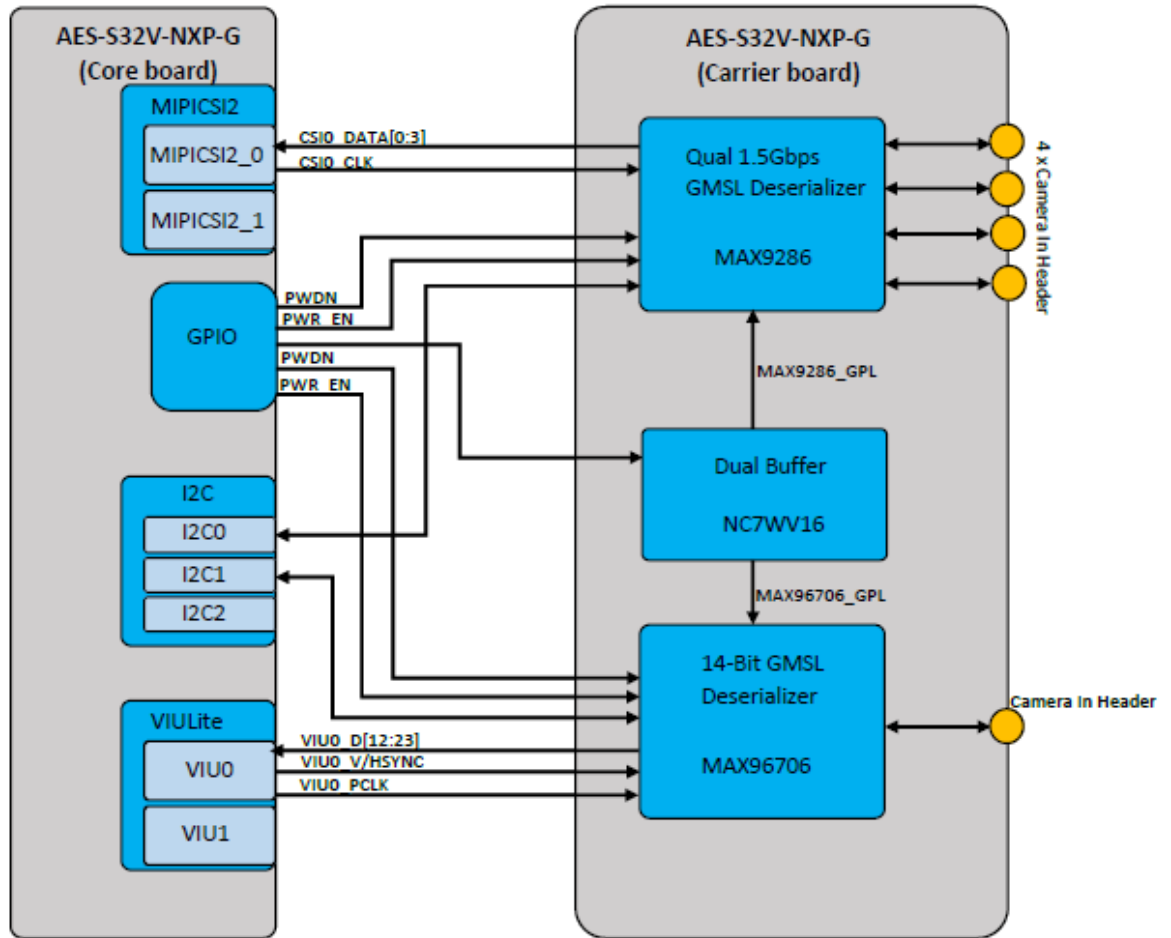 AES-S32V-NXP-G
(Core board)
MIPICSI2
MIPICSI2_0
MIPICSI2_1
GPIO
I2C
I2C0
I2C1
I2C2
VIULite
VIU0
VIU1
CSI0_DATA[0:3]
CSI0_CLK
PWDN
PWR_EN
PWDN
PWR_EN
VIU0_D[12:23]
VIU0_V/HSYNC
VIU0_PCLK
AES-S32V-NXP-G
(Carrier board)
Qual 1.5Gbps
GMSL Deserializer
MAX9286
MAX9286_GPL
Dual Buffer
NC7WV16
MAX96706_GPL
14-Bit GMSL
Deserializer
MAX96706
4 x Camera In Header
Camera In Header